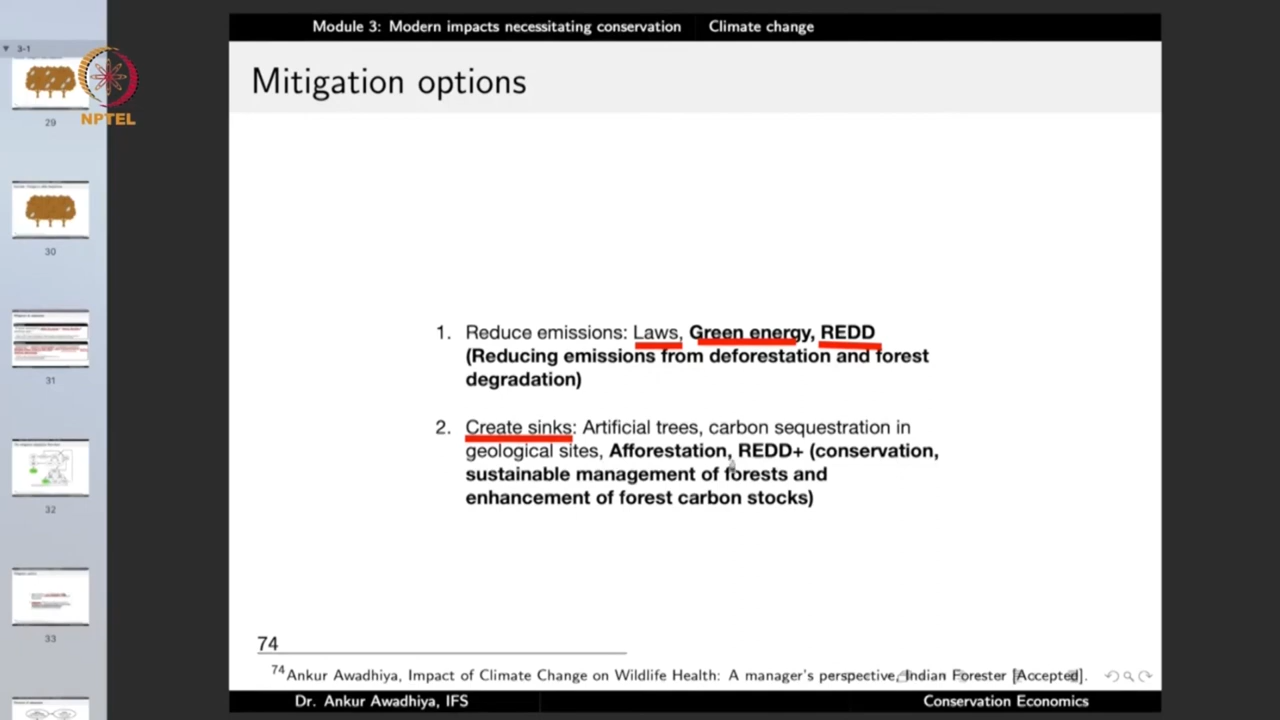 Module 3: Modern impacts necessitating conservation Climate change
3-1
NPTEL
Mitigation options
29
30
31
32
33
1. Reduce emissions: Laws, Green energy, REDD
(Reducing emissions from deforestation and forest
degradation)
2. Create sinks: Artificial trees, carbon sequestration in
geological sites, Afforestation, REDD+ (conservation,
sustainable management of forests and
enhancement of forest carbon stocks)
74
74 Ankur Awadhiya, Impact of Climate Change on Wildlife Health: A manager's perspective, Indian Forester [Accepted].
Dr. Ankur Awadhiya, IFS Conservation Economics